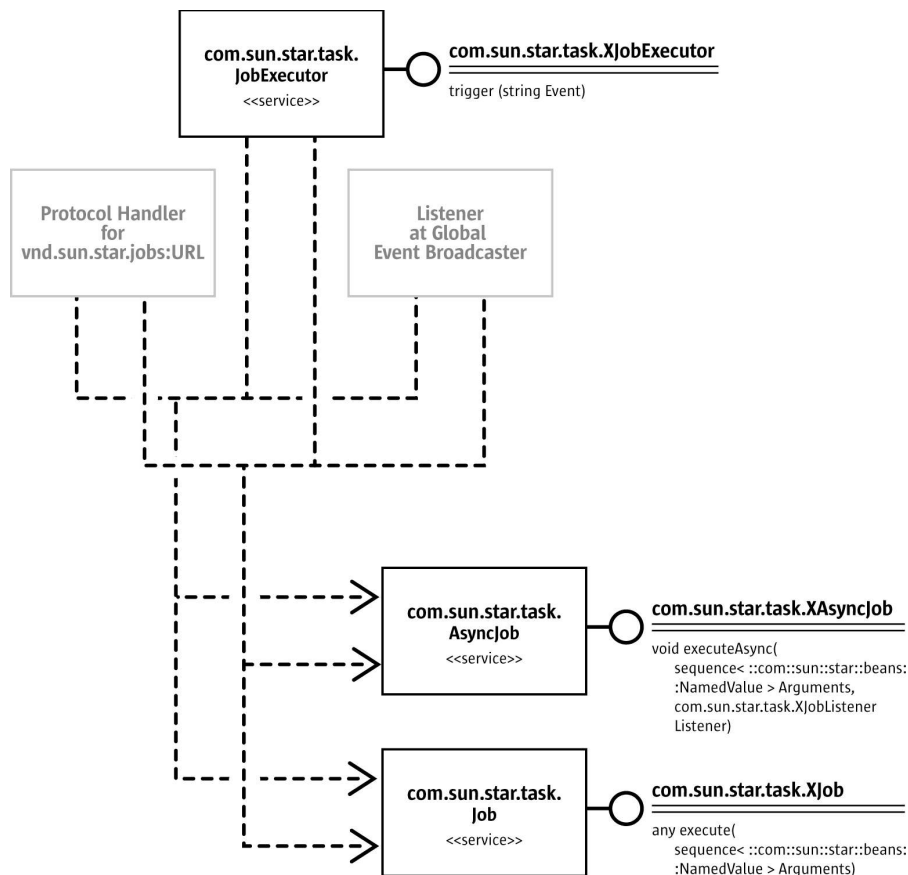 com.sun.star.task.
JobExecutor
<<service>>
com.sun.star.task.XJobExecutor
trigger (string Event)
Protocol Handler
for
vnd.sun.star.jobs:URL
Listener
at Global
Event Broadcaster
com.sun.star.task.
AsyncJob
<<service>>
com.sun.star.task.XAsyncJob
void executeAsync(
sequence< ::com::sun::star::beans:
:NamedValue > Arguments,
com.sun.star.task.XJobListener
Listener)
com.sun.star.task.
Job
<<service>>
com.sun.star.task.XJob
any execute(
sequence< ::com::sun::star::beans:
:NamedValue > Arguments)